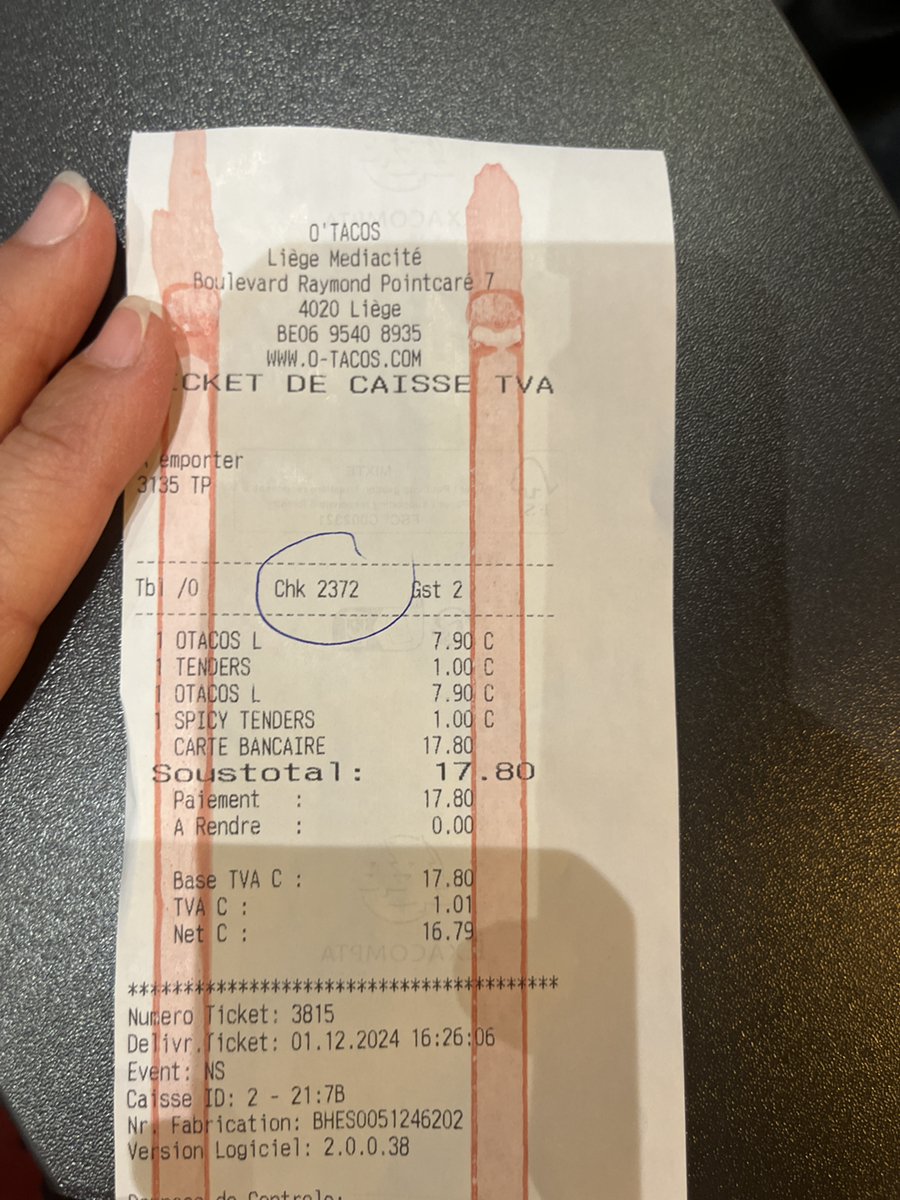 O'TACOS
Liège Mediacité
Boulevard Raymond Pointcaré 7
4020 Liège
BE06 9540 8935
WWW.O-TACOS.COM
ICKET DE CAISSE TVA
emporter
3135 TP
Tbl /0 Chk 2372 Gst 2
1 OTACOS L 7.90 C
1 TENDERS 1.00 C
1 OTACOS L 7.90 C
1 SPICY TENDERS 1.00 C
CARTE BANCAIRE 17.80
Soustotal: 17.80
Paiement : 17.80
A Rendre : 0.00
Base TVA C : 17.80
TVA C : 1.01
Net C : 16.79
****************************************
Numero Ticket: 3815
Delivr.Ticket: 01.12.2024 16:26:06
Event: NS
Caisse ID: 2 - 21:7B
Nr. Fabrication: BHES0051246202
Version Logiciel: 2.0.0.38
de Controle: